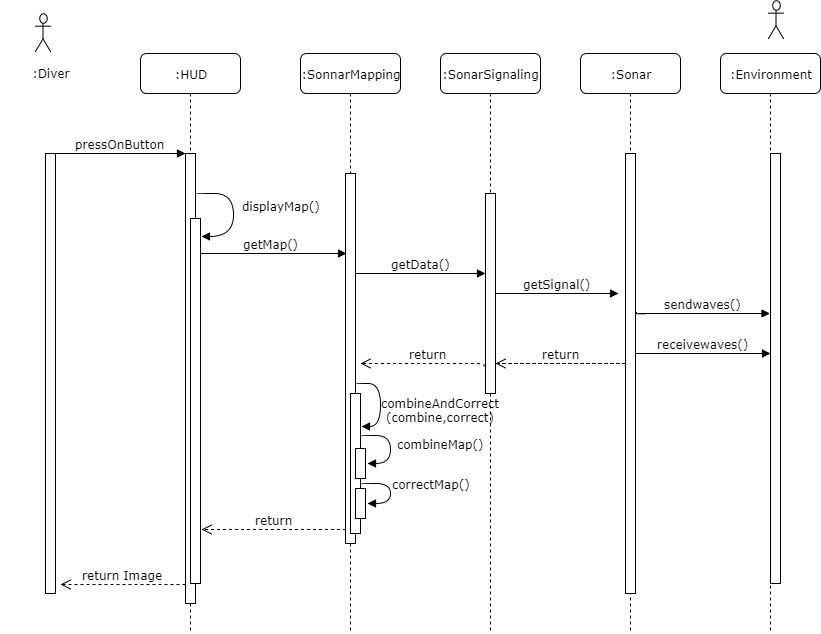 :Diver
:HUD
:SonnarMapping
:SonarSignaling
:Sonar
:Environment
pressOnButton
displayMap()
getMap()
getData()
getSignal()
sendwaves()
receivewaves()
return
return
combineAndCorrect
(combine,correct)
combineMap()
correctMap()
return
return Image